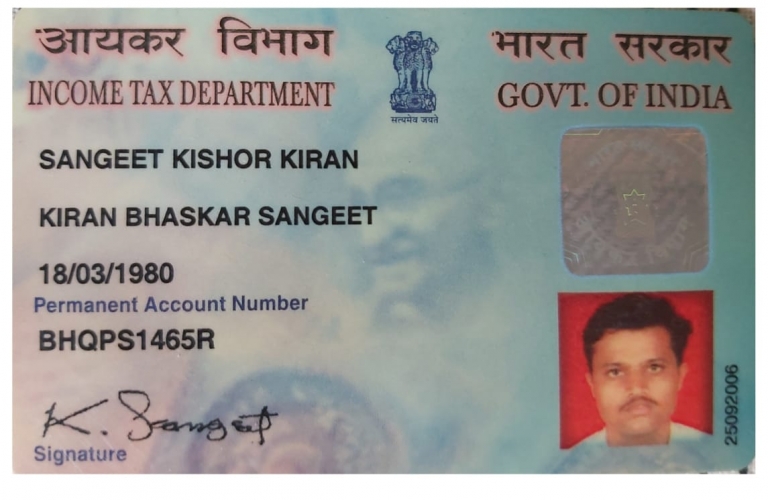 आयकर विभाग
भारत सरकार
INCOME TAX DEPARTMENT
GOVT. OF INDIA
सत्यमेव जयते
SANGEET KISHOR KIRAN
KIRAN BHASKAR SANGEET
18/03/1980
Permanent Account Number
BHQPS1465R
K. Sangeet
Signature
25092006